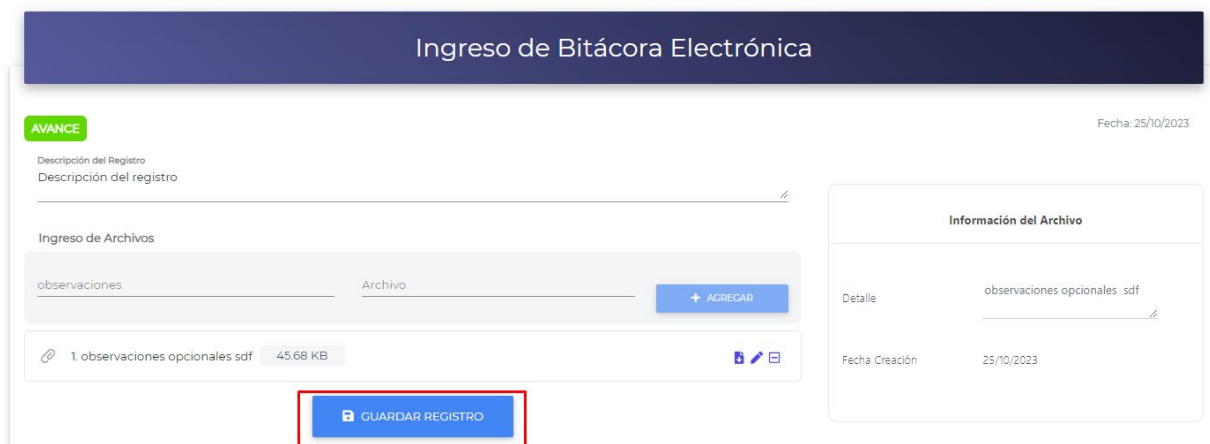 Ingreso de Bitácora Electrónica
AVANCE
Fecha: 25/10/2023
Descripción del Registro
Descripción del registro
Ingreso de Archivos
observaciones
Archivo
+ AGREGAR
1. observaciones opcionales sdf 45.68 KB
GUARDAR REGISTRO
Información del Archivo
Detalle
observaciones opcionales sdf
Fecha Creación
25/10/2023